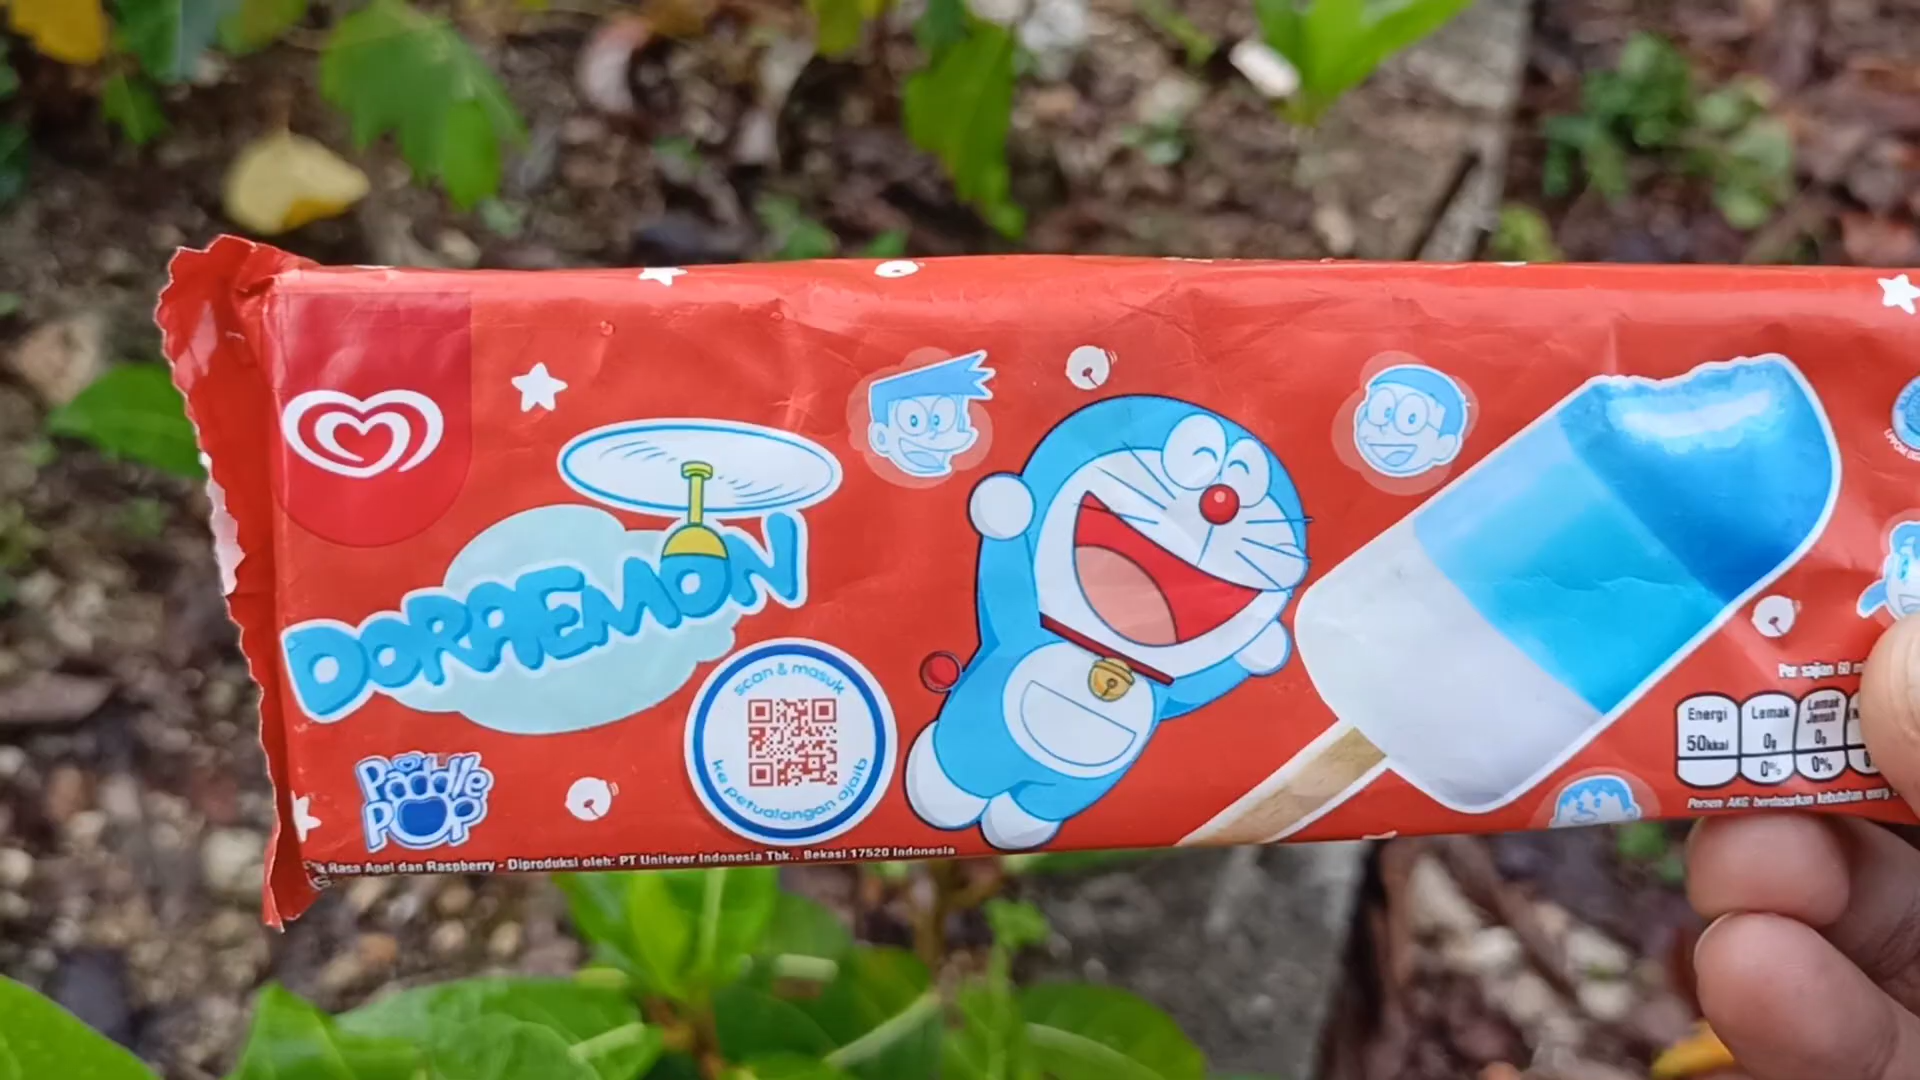 DORAEMON
scan & masuk
ke petualangan ajaib
Paddle
POP
Rasa Apel dan Raspberry - Diproduksi oleh: PT Unilever Indonesia Tbk., Bekasi 17520 Indonesia
Per sajian 60
Energi
50kkal
Lemak
0g
0%
Lemak
Jenuh
0g
0%
Persen AKG berdasarkan kebutuhan energi